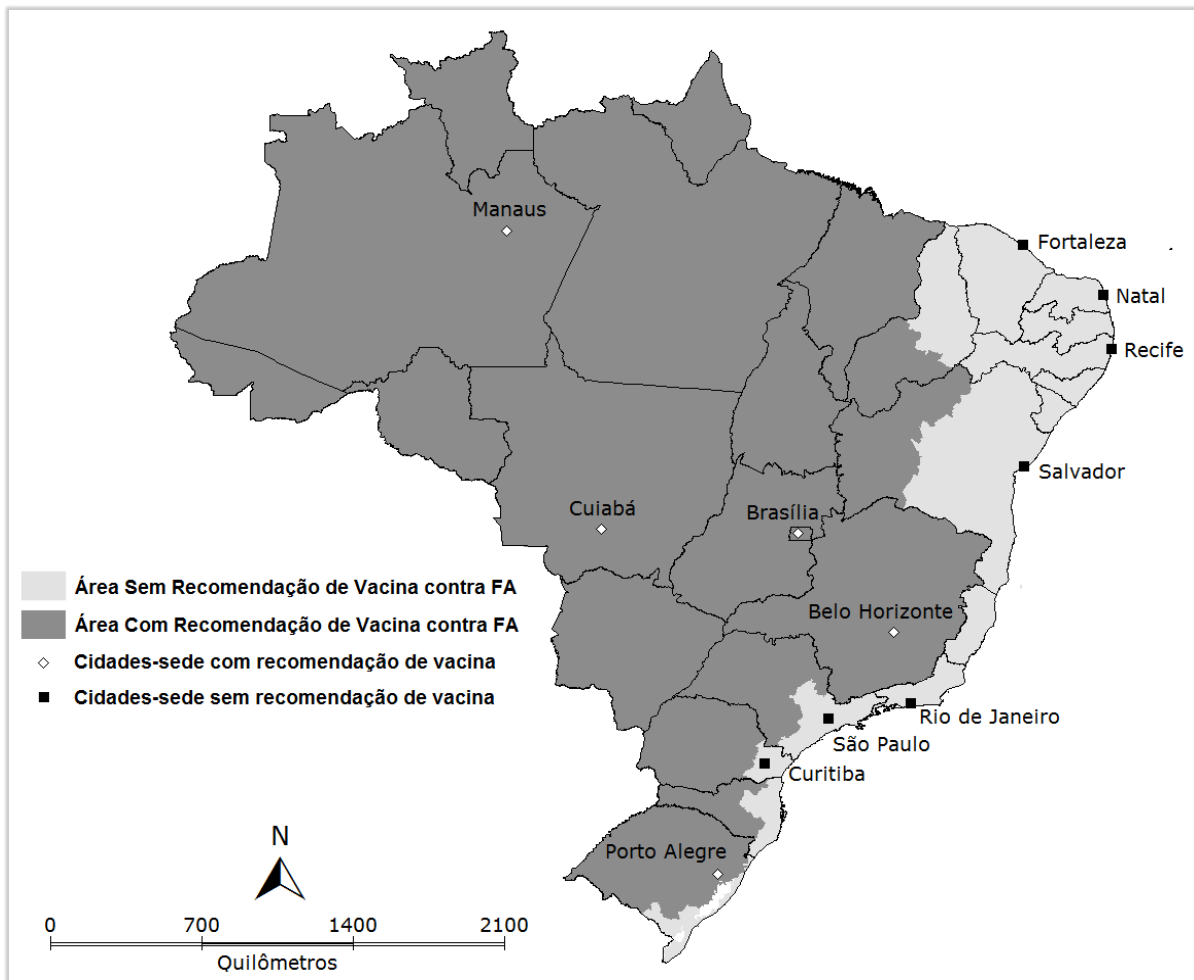 Manaus
Fortaleza
Natal
Recife
Salvador
Cuiabá
Brasília
Área Sem Recomendação de Vacina contra FA
Área Com Recomendação de Vacina contra FA
Belo Horizonte
Cidades-sede com recomendação de vacina
Cidades-sede sem recomendação de vacina
Rio de Janeiro
São Paulo
Curitiba
N
Porto Alegre
0 700 1400 2100
Quilômetros